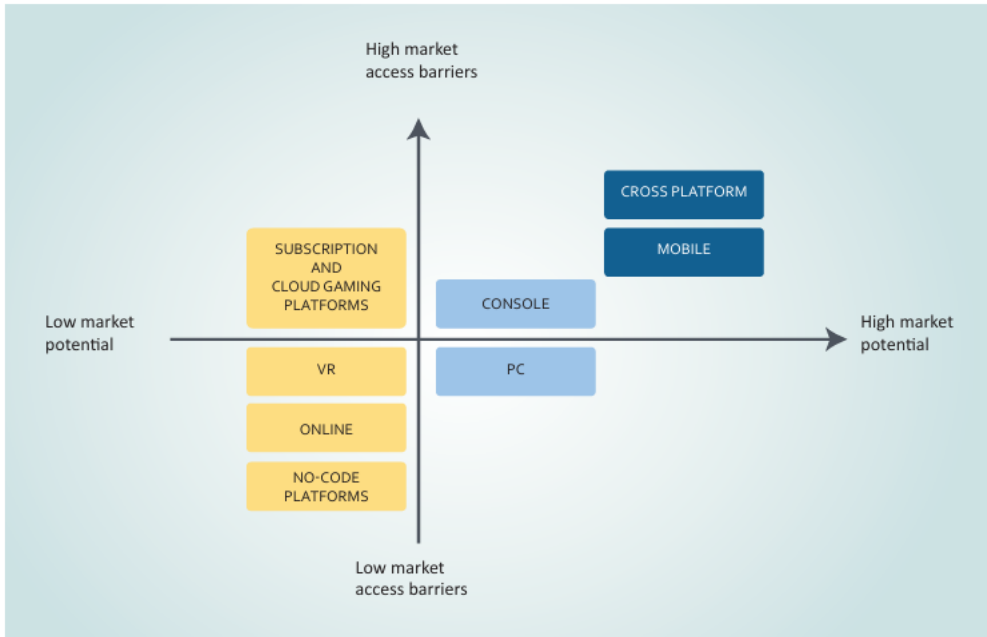 High market
access barriers
CROSS PLATFORM
MOBILE
SUBSCRIPTION
AND
CLOUD GAMING
PLATFORMS
CONSOLE
Low market
potential
High market
potential
VR
PC
ONLINE
NO-CODE
PLATFORMS
Low market
access barriers